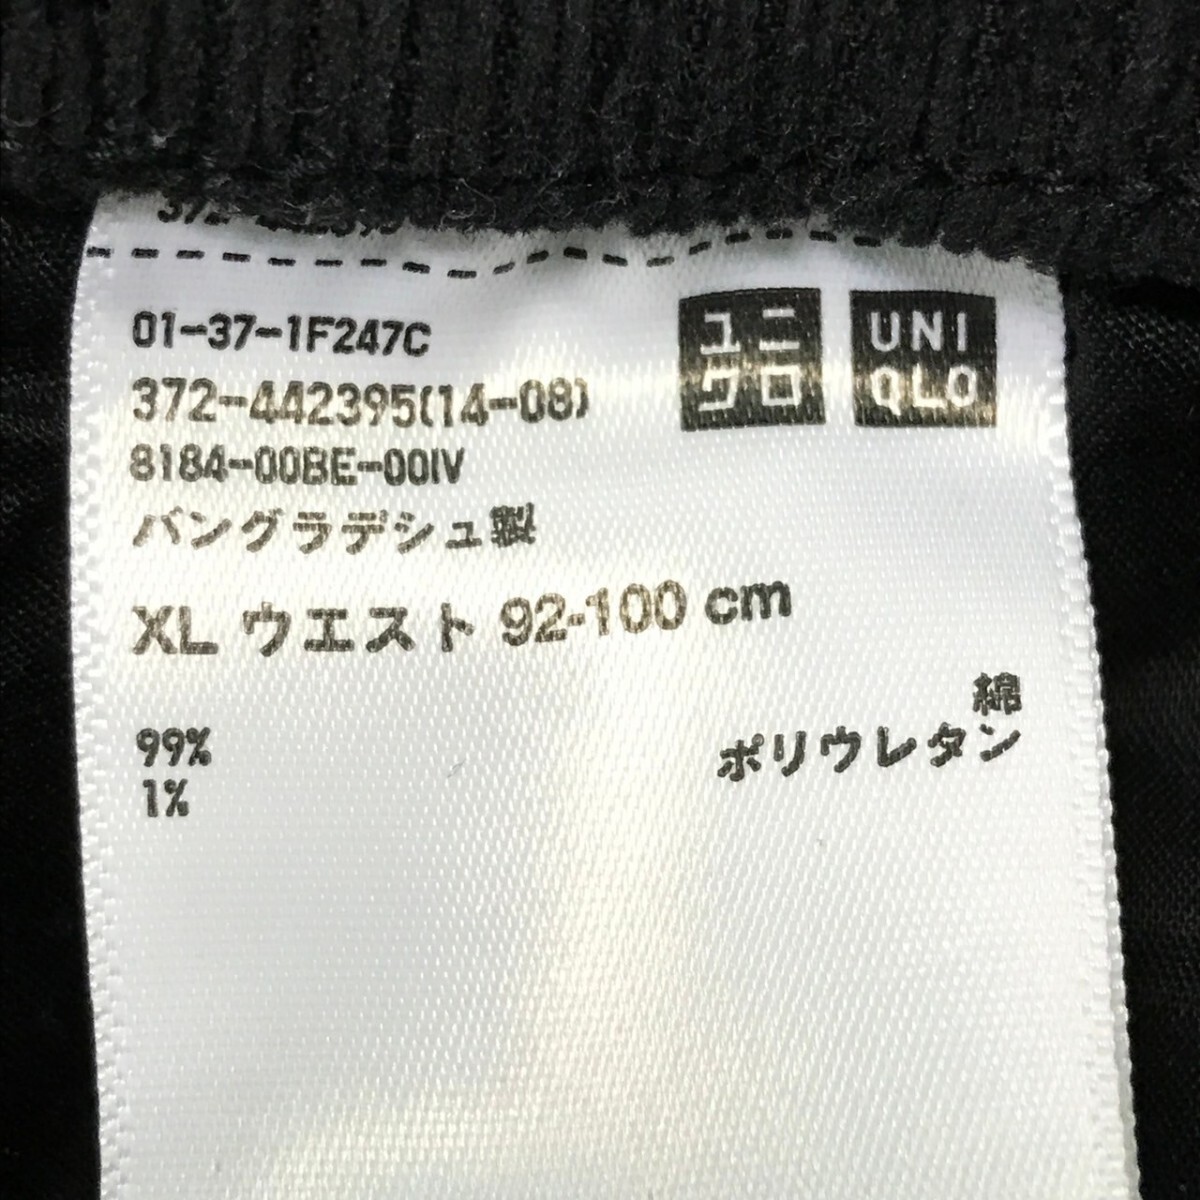 372-442395
01-37-1F247C
372-442395(14-08)
8184-00BE-00IV
ユニ
クロ
UNI
QLO
バングラデシュ製
XL ウエスト 92-100 cm
綿
99%
ポリウレタン
1%